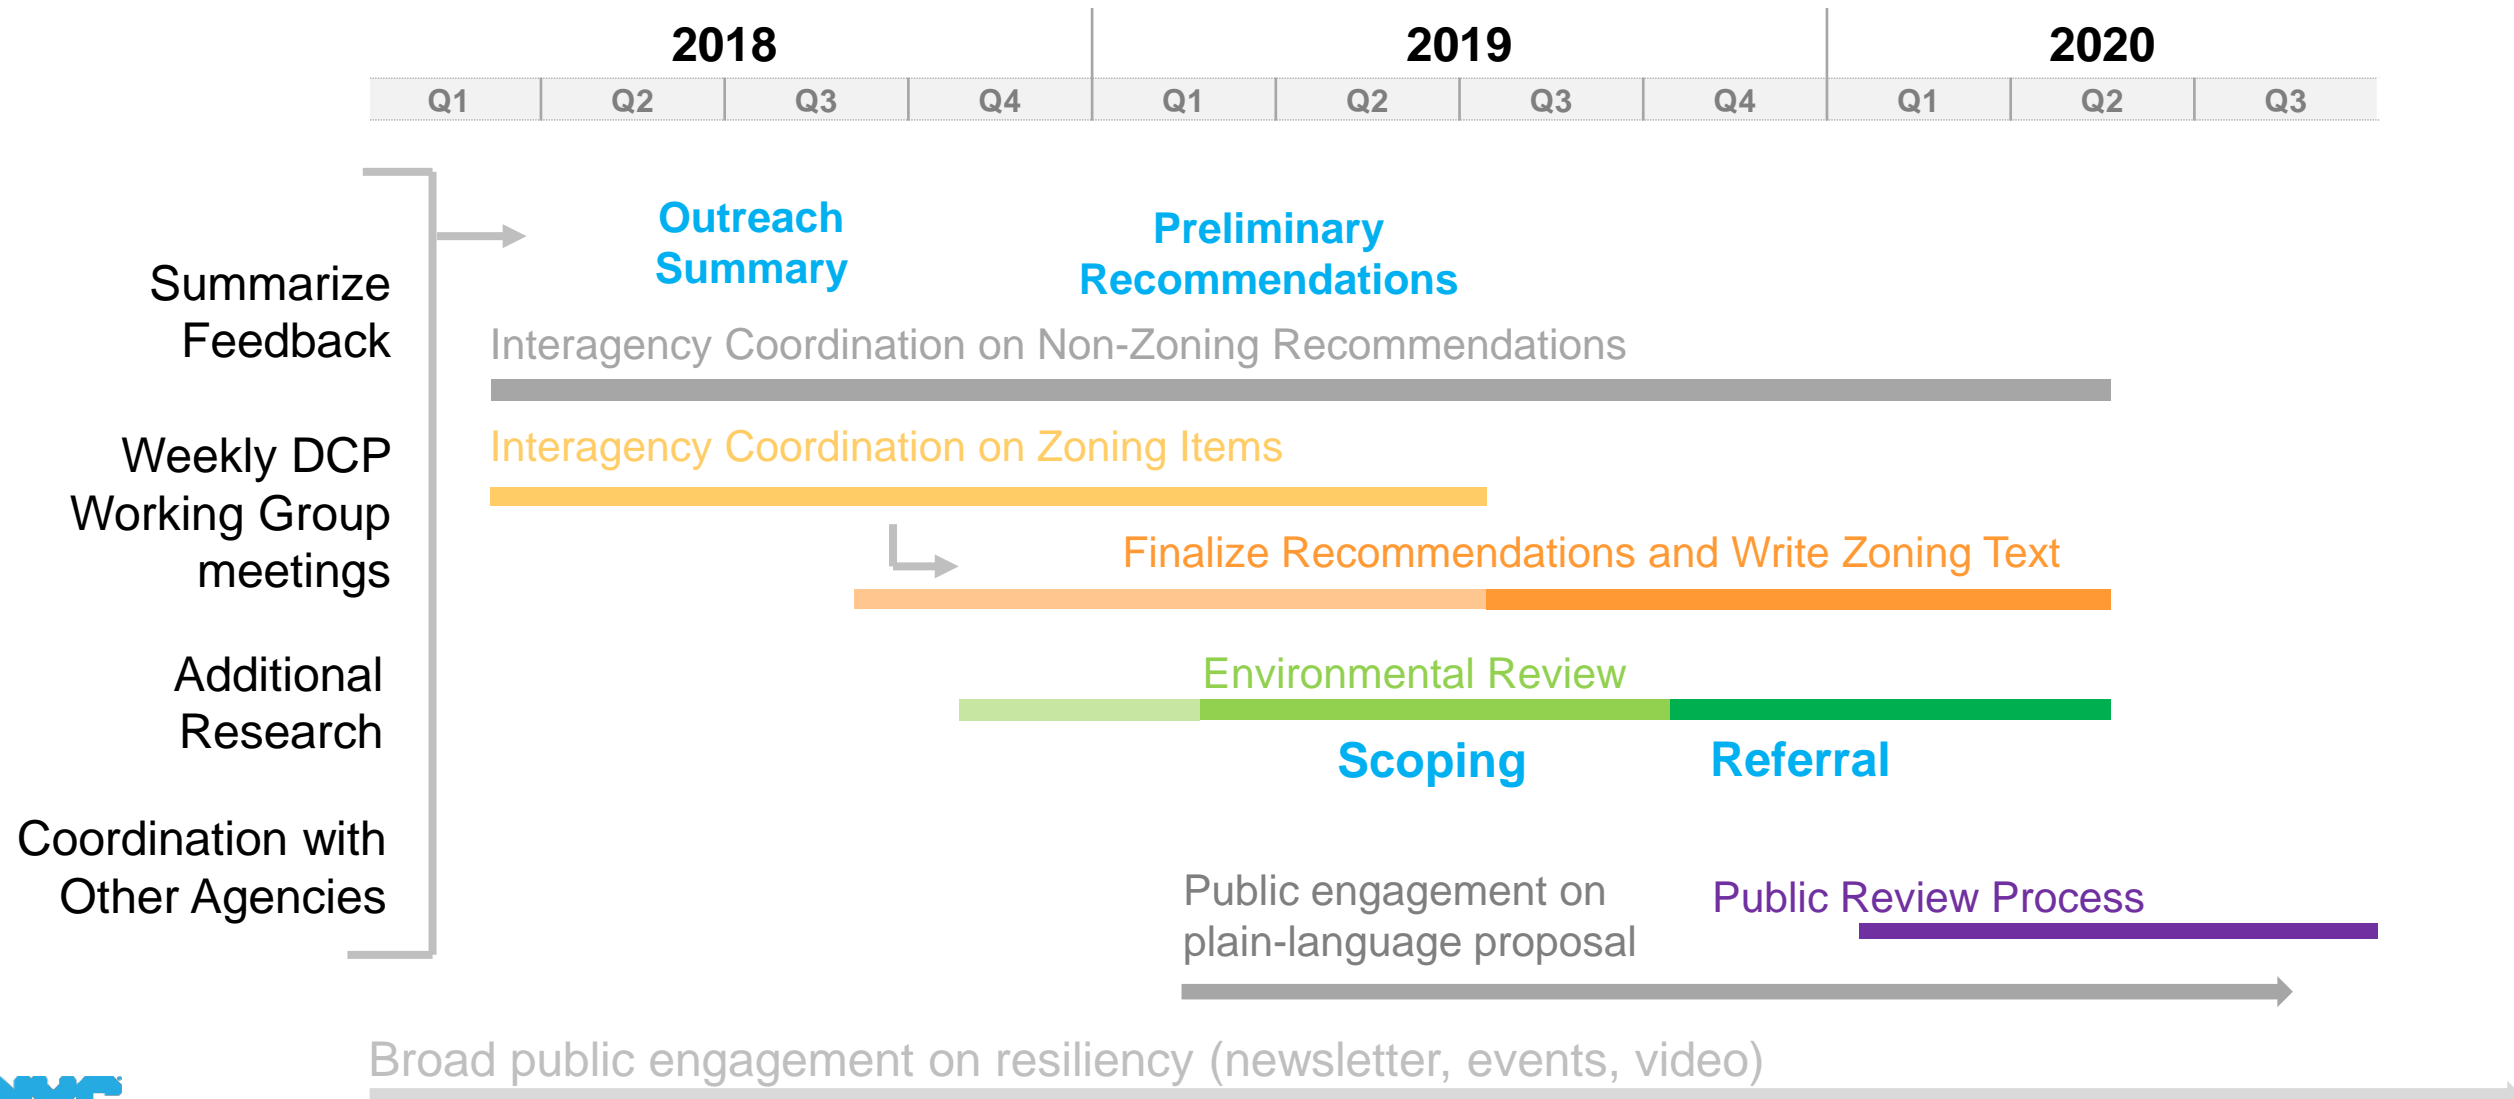 2018
2019
2020
Q1 Q2 Q3 Q4 Q1 Q2 Q3 Q4 Q1 Q2 Q3
Summarize
Feedback
Weekly DCP
Working Group
meetings
Additional
Research
Coordination with
Other Agencies
Outreach
Summary
Preliminary
Recommendations
Interagency Coordination on Non-Zoning Recommendations
Interagency Coordination on Zoning Items
Finalize Recommendations and Write Zoning Text
Environmental Review
Scoping
Referral
Public engagement on
plain-language proposal
Public Review Process
Broad public engagement on resiliency (newsletter, events, video)